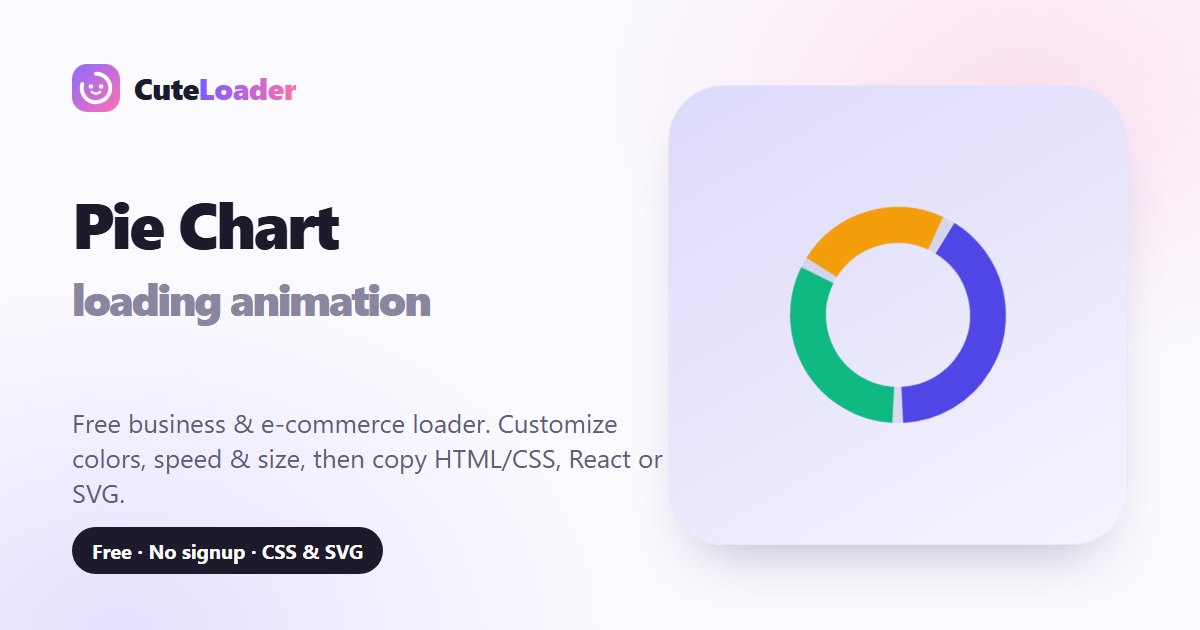 CuteLoader
Pie Chart
loading animation
Free business & e-commerce loader. Customize
colors, speed & size, then copy HTML/CSS, React or
SVG.
Free · No signup · CSS & SVG